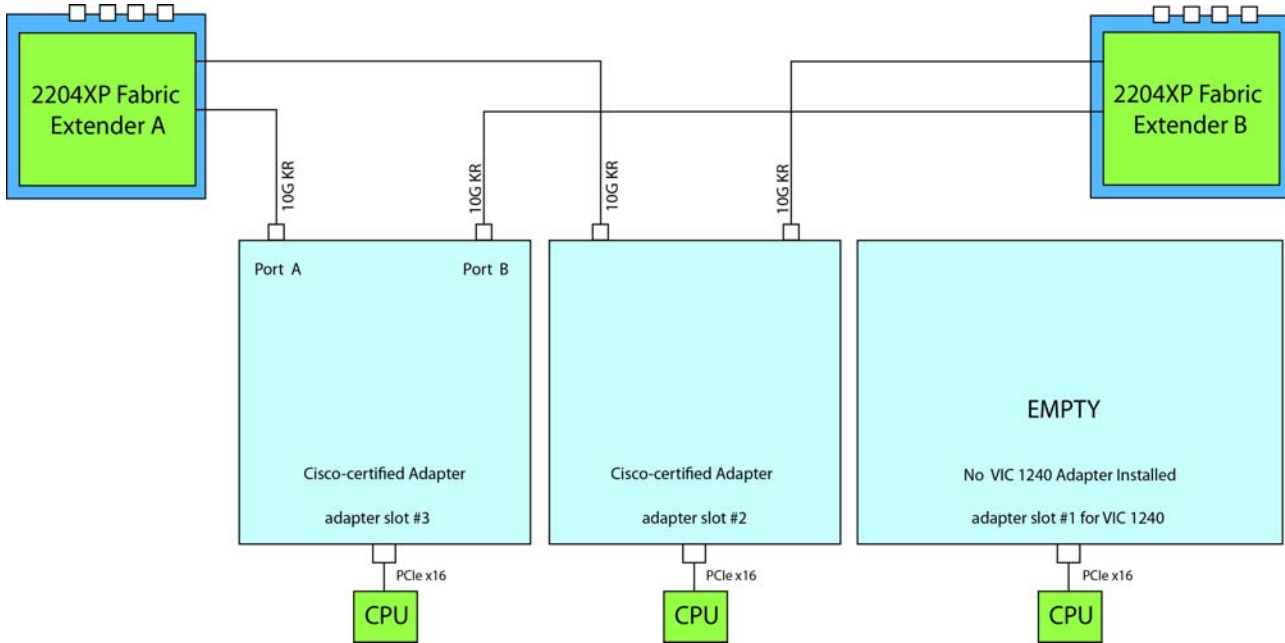 2204XP Fabric
Extender A
2204XP Fabric
Extender B
10G KR
10G KR
10G KR
10G KR
Port A
Port B
EMPTY
Cisco-certified Adapter
adapter slot #3
Cisco-certified Adapter
adapter slot #2
No VIC 1240 Adapter Installed
adapter slot #1 for VIC 1240
PCIe x16
PCIe x16
PCIe x16
CPU
CPU
CPU